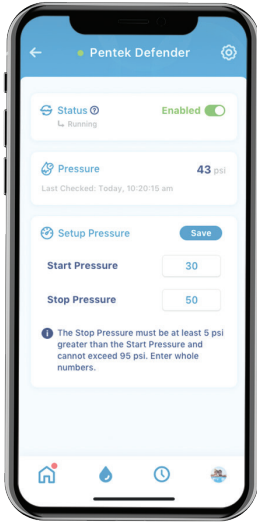 Pentek Defender
Status
Enabled
Running
Pressure
43 psi
Last Checked: Today, 10:20:15 am
Setup Pressure
Save
Start Pressure
30
Stop Pressure
50
The Stop Pressure must be at least 5 psi
greater than the Start Pressure and
cannot exceed 95 psi. Enter whole
numbers.